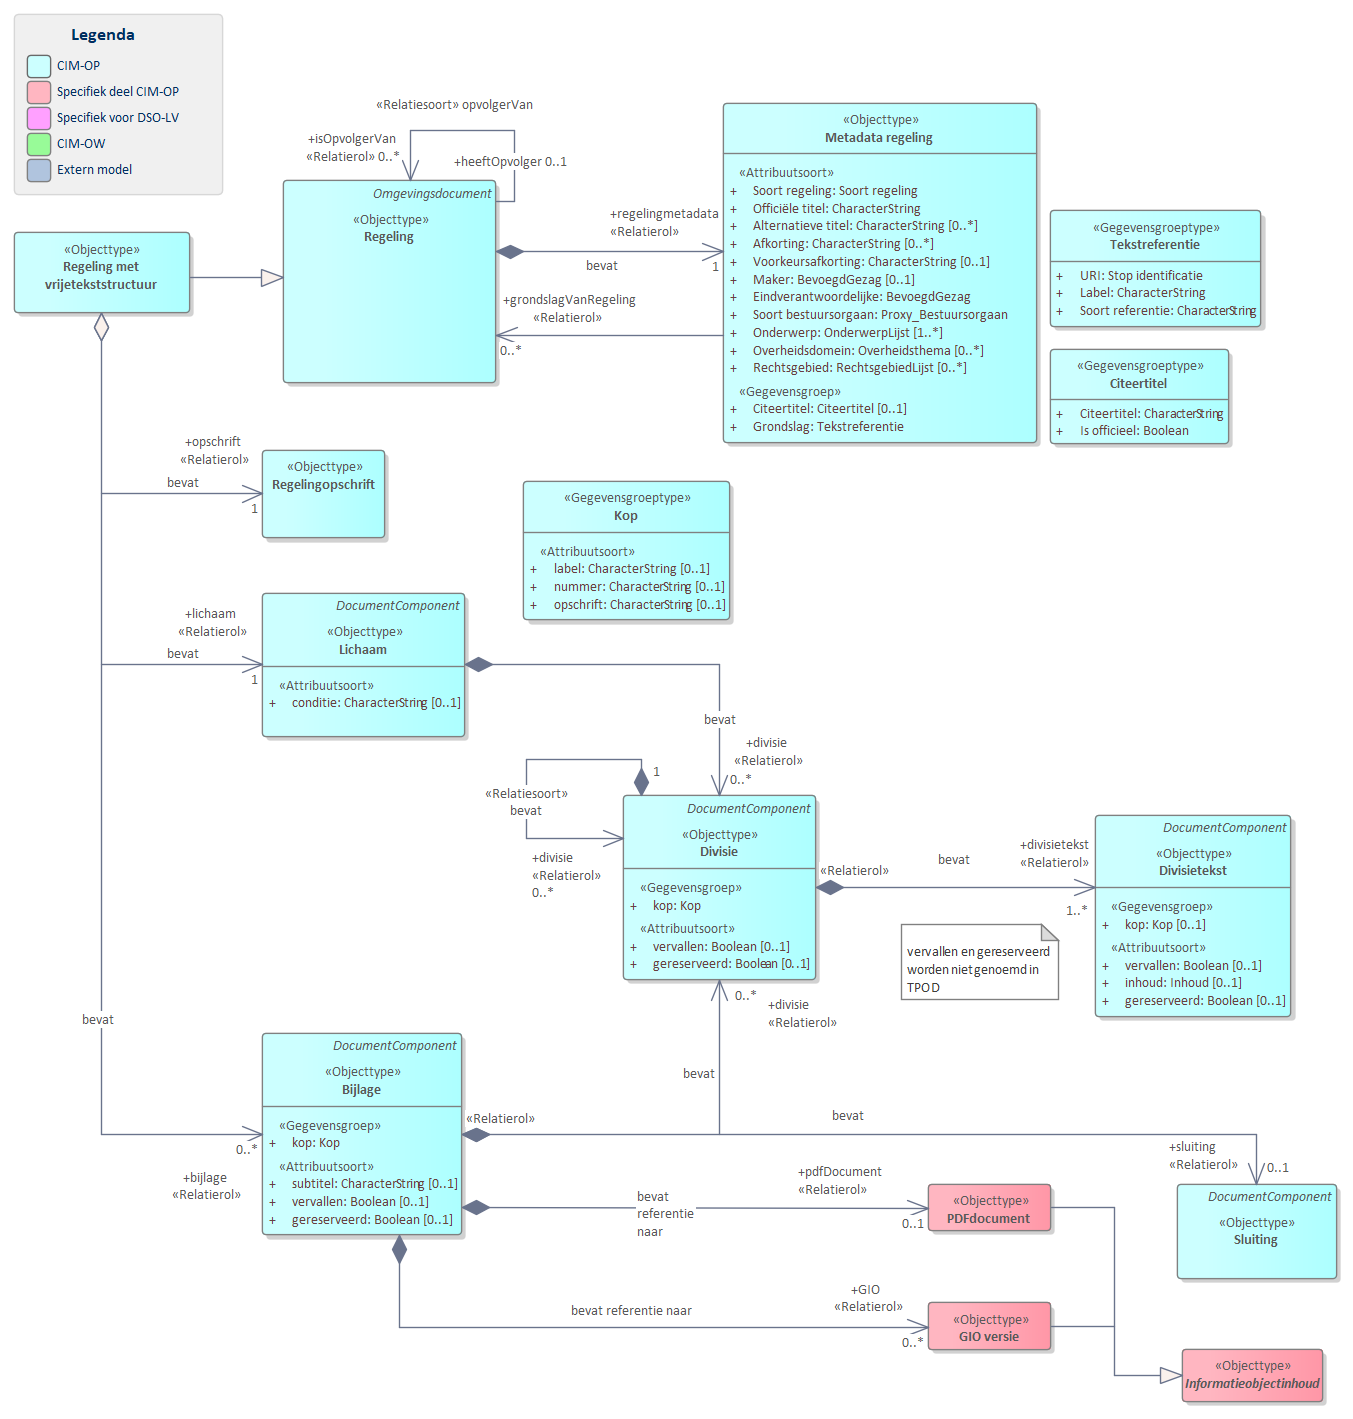 Legenda
CIM-OP
Specifiek deel CIM-OP
Specifiek voor DSO-LV
CIM-OW
Extern model
«Relatiesoort» opvolgerVan
+isOpvolgerVan
«Relatierol» 0..*
+heeftOpvolger 0..1
Omgevingsdocument
«Objecttype»
Regeling
«Objecttype»
Regeling met
vrijetekststructuur
+regelingmetadata
«Relatierol»
bevat
1
+grondslagVanRegeling
«Relatierol»
0..*
«Objecttype»
Metadata regeling
«Attribuutsoort»
+ Soort regeling: Soort regeling
+ Officiële titel: CharacterString
+ Alternatieve titel: CharacterString [0..*]
+ Afkorting: CharacterString [0..*]
+ Voorkeursafkorting: CharacterString [0..1]
+ Maker: BevoegdGezag [0..1]
+ Eindverantwoordelijke: BevoegdGezag
+ Soort bestuursorgaan: Proxy_Bestuursorgaan
+ Onderwerp: OnderwerpLijst [1..*]
+ Overheidsdomein: Overheidsthema [0..*]
+ Rechtsgebied: RechtsgebiedLijst [0..*]
«Gegevensgroep»
+ Citeertitel: Citeertitel [0..1]
+ Grondslag: Tekstreferentie
«Gegevensgroeptype»
Tekstreferentie
+ URI: Stop identificatie
+ Label: CharacterString
+ Soort referentie: CharacterString
«Gegevensgroeptype»
Citeertitel
+ Citeertitel: CharacterString
+ Is officieel: Boolean
+opschrift
«Relatierol»
bevat
1
«Objecttype»
Regelingopschrift
«Gegevensgroeptype»
Kop
«Attribuutsoort»
+ label: CharacterString [0..1]
+ nummer: CharacterString [0..1]
+ opschrift: CharacterString [0..1]
+lichaam
«Relatierol»
bevat
1
DocumentComponent
«Objecttype»
Lichaam
«Attribuutsoort»
+ conditie: CharacterString [0..1]
bevat
+divisie
«Relatierol»
0..*
1
«Relatiesoort»
bevat
+divisie
«Relatierol»
0..*
DocumentComponent
«Objecttype»
Divisie
«Gegevensgroep»
+ kop: Kop
«Attribuutsoort»
+ vervallen: Boolean [0..1]
+ gereserveerd: Boolean [0..1]
«Relatierol»
bevat
+divisietekst
«Relatierol»
1..*
DocumentComponent
«Objecttype»
Divisietekst
«Gegevensgroep»
+ kop: Kop [0..1]
«Attribuutsoort»
+ vervallen: Boolean [0..1]
+ inhoud: Inhoud [0..1]
+ gereserveerd: Boolean [0..1]
vervallen en gereserveerd
worden niet genoemd in
TPOD
0..*
+divisie
«Relatierol»
bevat
bevat
0..*
+bijlage
«Relatierol»
DocumentComponent
«Objecttype»
Bijlage
«Gegevensgroep»
+ kop: Kop
«Attribuutsoort»
+ subtitel: CharacterString [0..1]
+ vervallen: Boolean [0..1]
+ gereserveerd: Boolean [0..1]
«Relatierol»
bevat
+sluiting
«Relatierol»
0..1
DocumentComponent
«Objecttype»
Sluiting
bevat
referentie
naar
+pdfDocument
«Relatierol»
0..1
«Objecttype»
PDFdocument
bevat referentie naar
+GIO
«Relatierol»
0..*
«Objecttype»
GIO versie
«Objecttype»
Informatieobjectinhoud